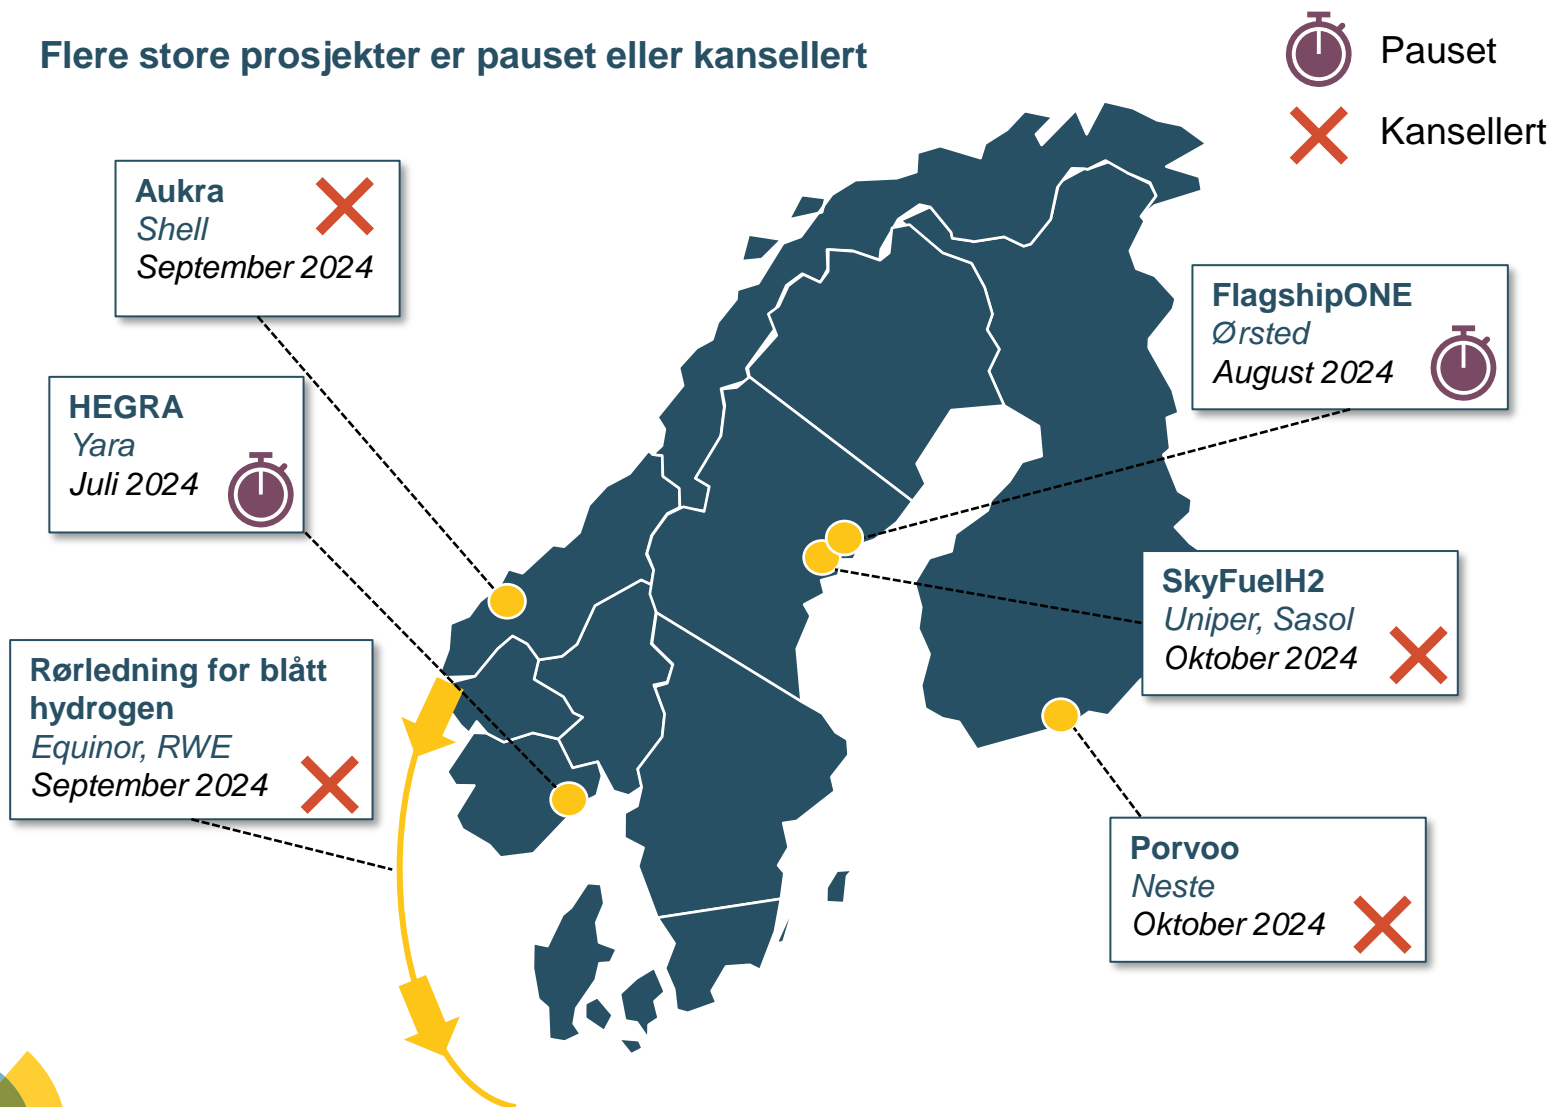 Flere store prosjekter er pauset eller kansellert
Pauset
Kansellert
Aukra
Shell
September 2024
HEGRA
Yara
Juli 2024
Rørledning for blått
hydrogen
Equinor, RWE
September 2024
FlagshipONE
Ørsted
August 2024
SkyFuelH2
Uniper, Sasol
Oktober 2024
Porvoo
Neste
Oktober 2024